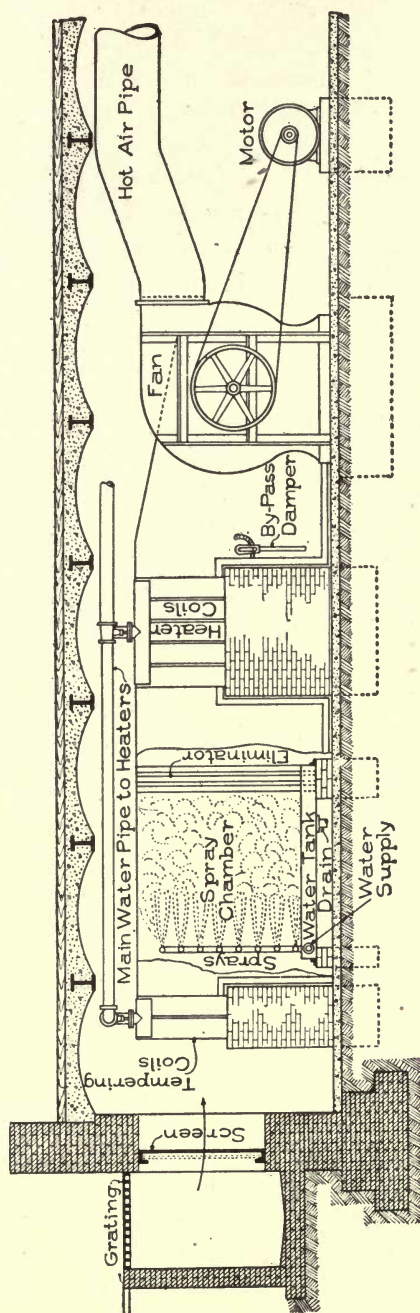 Grating
Screen
Tempering
Coils
Main Water Pipe to Heaters
Sprays
Spray
Chamber
Eliminator
Water Tank
Drain
Water
Supply
Heater
Coils
By-Pass
Damper
Fan
Hot Air Pipe
Motor